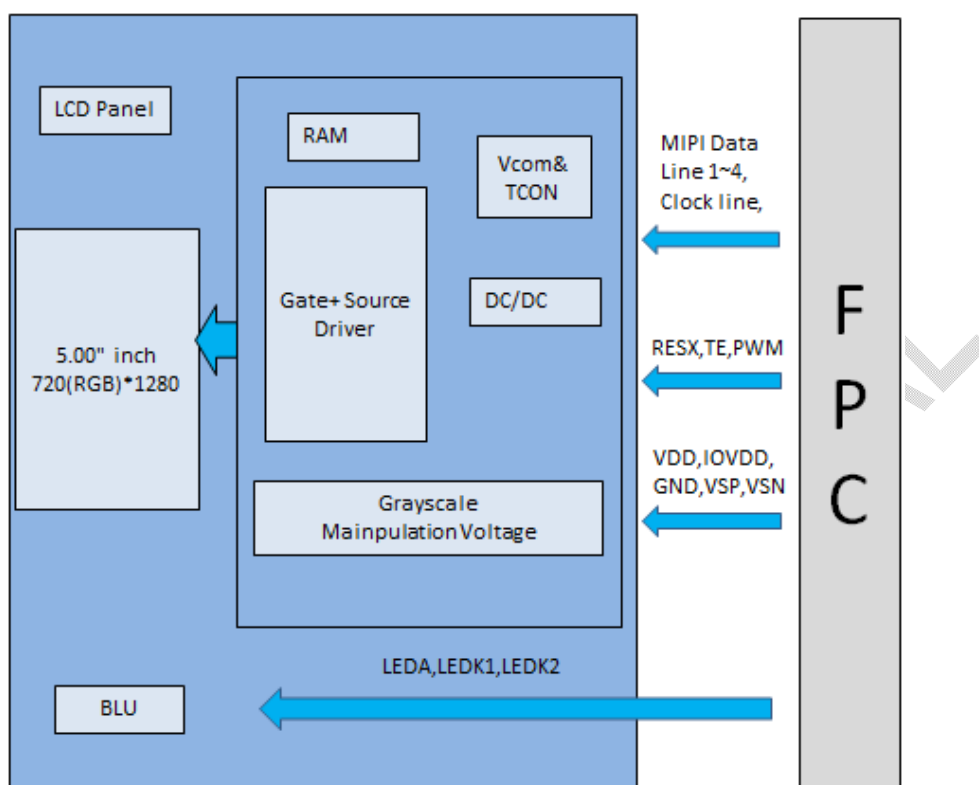 LCD Panel
RAM
Vcom&
TCON
Gate+ Source
Driver
DC/DC
5.00" inch
720(RGB)*1280
Grayscale
Mainpulation Voltage
BLU
LEDA,LEDK1,LEDK2
MIPI Data
Line 1~4,
Clock line,
RESX,TE,PWM
VDD,IOVDD,
GND,VSP,VSN
F
P
C